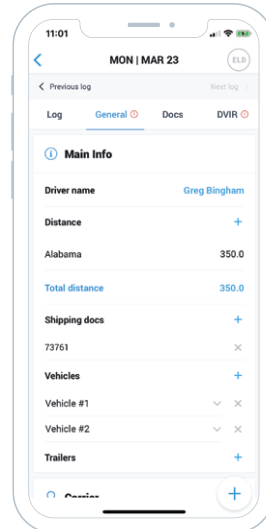 11:01
MON | MAR 23
ELD
Previous log
Next log
Log General Docs DVIR
Main Info
Driver name Greg Bingham
Distance +
Alabama 350.0
Total distance 350.0
Shipping docs +
73761
Vehicles +
Vehicle #1
Vehicle #2
Trailers +
Carrier